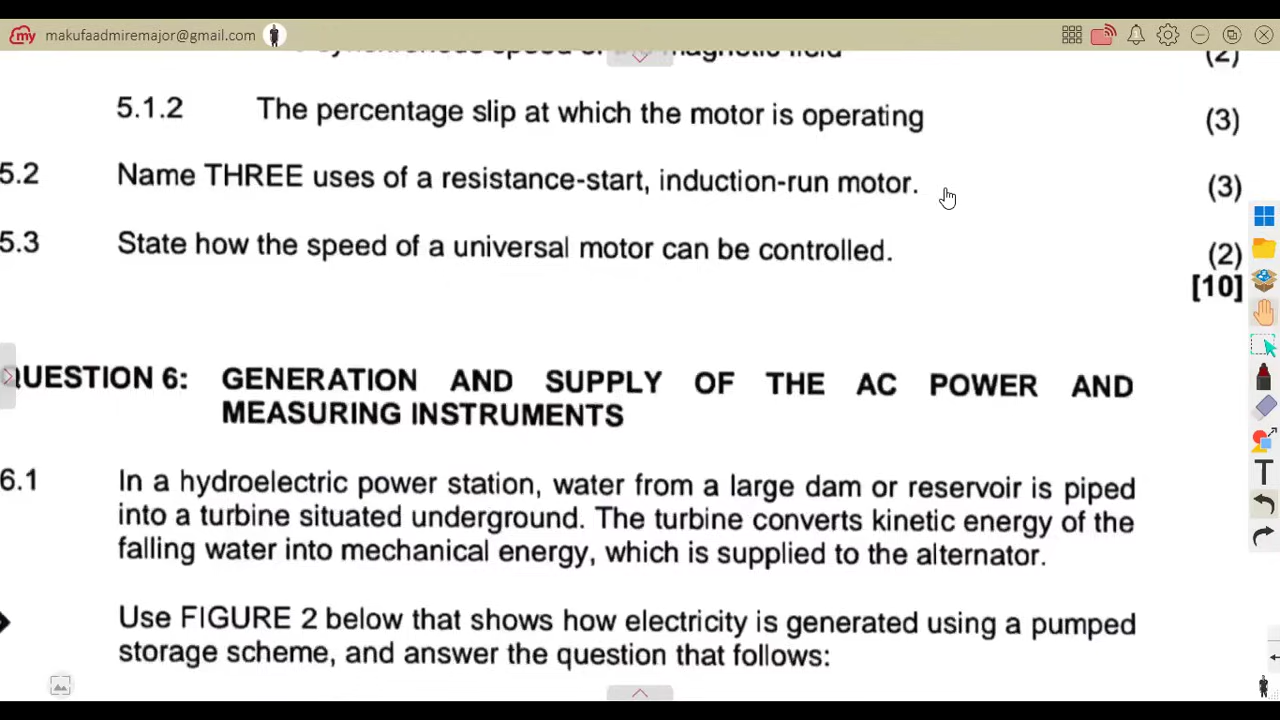 my makufaadmiremajor@gmail.com
magnetic field (2)
5.1.2 The percentage slip at which the motor is operating (3)
5.2 Name THREE uses of a resistance-start, induction-run motor. (3)
5.3 State how the speed of a universal motor can be controlled. (2)
[10]
QUESTION 6: GENERATION AND SUPPLY OF THE AC POWER AND
MEASURING INSTRUMENTS
6.1 In a hydroelectric power station, water from a large dam or reservoir is piped
into a turbine situated underground. The turbine converts kinetic energy of the
falling water into mechanical energy, which is supplied to the alternator.
Use FIGURE 2 below that shows how electricity is generated using a pumped
storage scheme, and answer the question that follows: